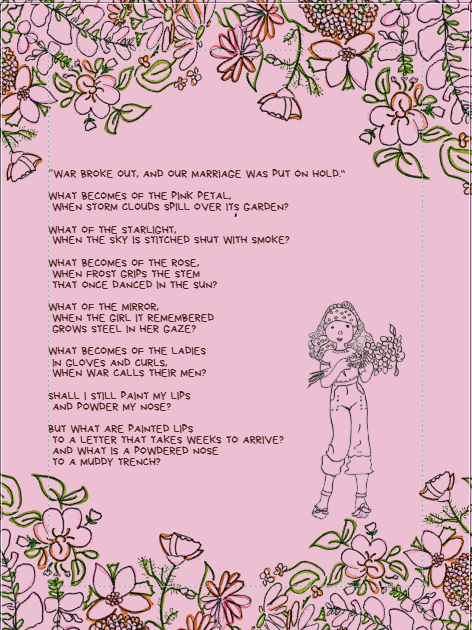 "WAR BROKE OUT, AND OUR MARRIAGE WAS PUT ON HOLD."
WHAT BECOMES OF THE PINK PETAL,
WHEN STORM CLOUDS SPILL OVER ITS GARDEN?
WHAT OF THE STARLIGHT,
WHEN THE SKY IS STITCHED SHUT WITH SMOKE?
WHAT BECOMES OF THE ROSE,
WHEN FROST GRIPS THE STEM
THAT ONCE DANCED IN THE SUN?
WHAT OF THE MIRROR,
WHEN THE GIRL IT REMEMBERED
GROWS STEEL IN HER GAZE?
WHAT BECOMES OF THE LADIES
IN GLOVES AND CURLS,
WHEN WAR CALLS THEIR MEN?
SHALL I STILL PAINT MY LIPS
AND POWDER MY NOSE?
BUT WHAT ARE PAINTED LIPS
TO A LETTER THAT TAKES WEEKS TO ARRIVE?
AND WHAT IS A POWDERED NOSE
TO A MUDDY TRENCH?